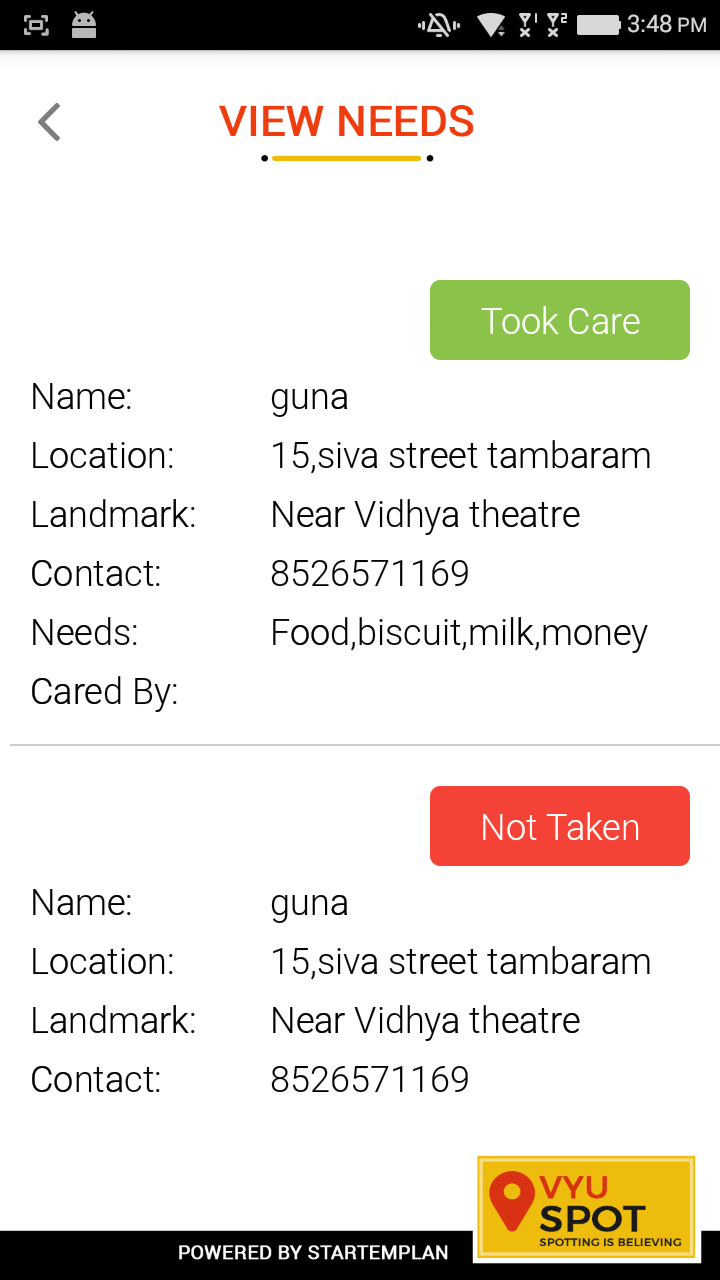 3:48 PM
VIEW NEEDS
Took Care
Name: guna
Location: 15,siva street tambaram
Landmark: Near Vidhya theatre
Contact: 8526571169
Needs: Food,biscuit,milk,money
Cared By:
Not Taken
Name: guna
Location: 15,siva street tambaram
Landmark: Near Vidhya theatre
Contact: 8526571169
VYU
SPOT
SPOTTING IS BELIEVING
POWERED BY STARTEMPLAN